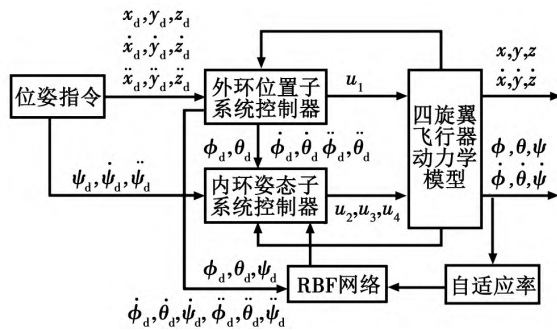 x_d,y_d,z_d
ẋ_d,ẏ_d,ż_d
ẍ_d,ÿ_d,z̈_d
位姿指令
外环位置子
系统控制器
u_1
四旋翼
飞行器
动力学
模型
x,y,z
ẋ,ẏ,ż
ϕ_d,θ_d
ϕ̇_d,θ̇_d ϕ̈_d,θ̈_d
ψ_d,ψ̇_d,ψ̈_d
内环姿态子
系统控制器
u_2,u_3,u_4
ϕ,θ,ψ
ϕ̇,θ̇,ψ̇
ϕ_d,θ_d,ψ_d
ϕ̇_d,θ̇_d,ψ̇_d,ϕ̈_d,θ̈_d,ψ̈_d
RBF网络
自适应率